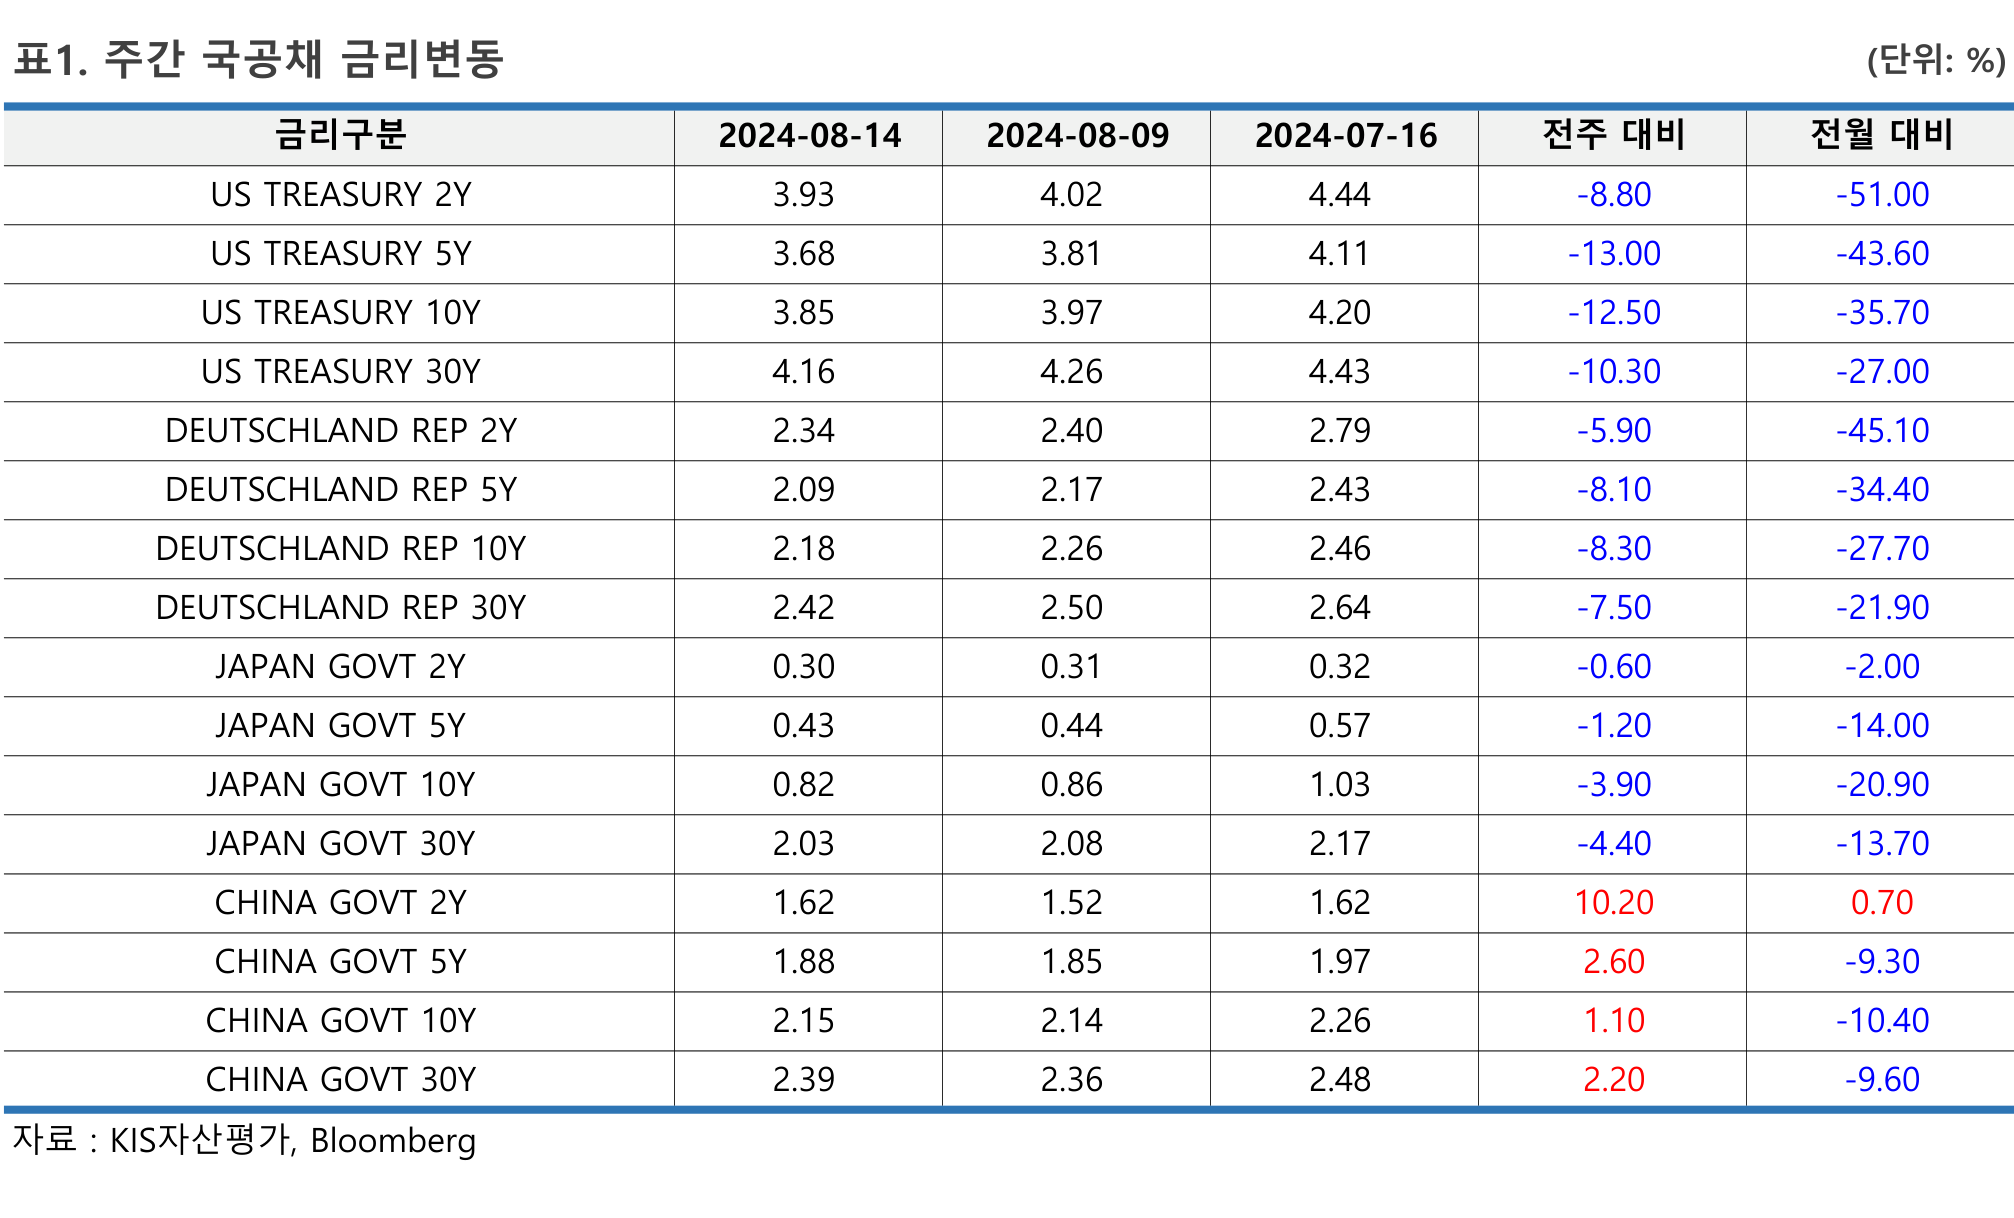 표1. 주간 국공채 금리변동 (단위: %)
금리구분 2024-08-14 2024-08-09 2024-07-16 전주 대비 전월 대비
US TREASURY 2Y 3.93 4.02 4.44 -8.80 -51.00
US TREASURY 5Y 3.68 3.81 4.11 -13.00 -43.60
US TREASURY 10Y 3.85 3.97 4.20 -12.50 -35.70
US TREASURY 30Y 4.16 4.26 4.43 -10.30 -27.00
DEUTSCHLAND REP 2Y 2.34 2.40 2.79 -5.90 -45.10
DEUTSCHLAND REP 5Y 2.09 2.17 2.43 -8.10 -34.40
DEUTSCHLAND REP 10Y 2.18 2.26 2.46 -8.30 -27.70
DEUTSCHLAND REP 30Y 2.42 2.50 2.64 -7.50 -21.90
JAPAN GOVT 2Y 0.30 0.31 0.32 -0.60 -2.00
JAPAN GOVT 5Y 0.43 0.44 0.57 -1.20 -14.00
JAPAN GOVT 10Y 0.82 0.86 1.03 -3.90 -20.90
JAPAN GOVT 30Y 2.03 2.08 2.17 -4.40 -13.70
CHINA GOVT 2Y 1.62 1.52 1.62 10.20 0.70
CHINA GOVT 5Y 1.88 1.85 1.97 2.60 -9.30
CHINA GOVT 10Y 2.15 2.14 2.26 1.10 -10.40
CHINA GOVT 30Y 2.39 2.36 2.48 2.20 -9.60
자료 : KIS자산평가, Bloomberg